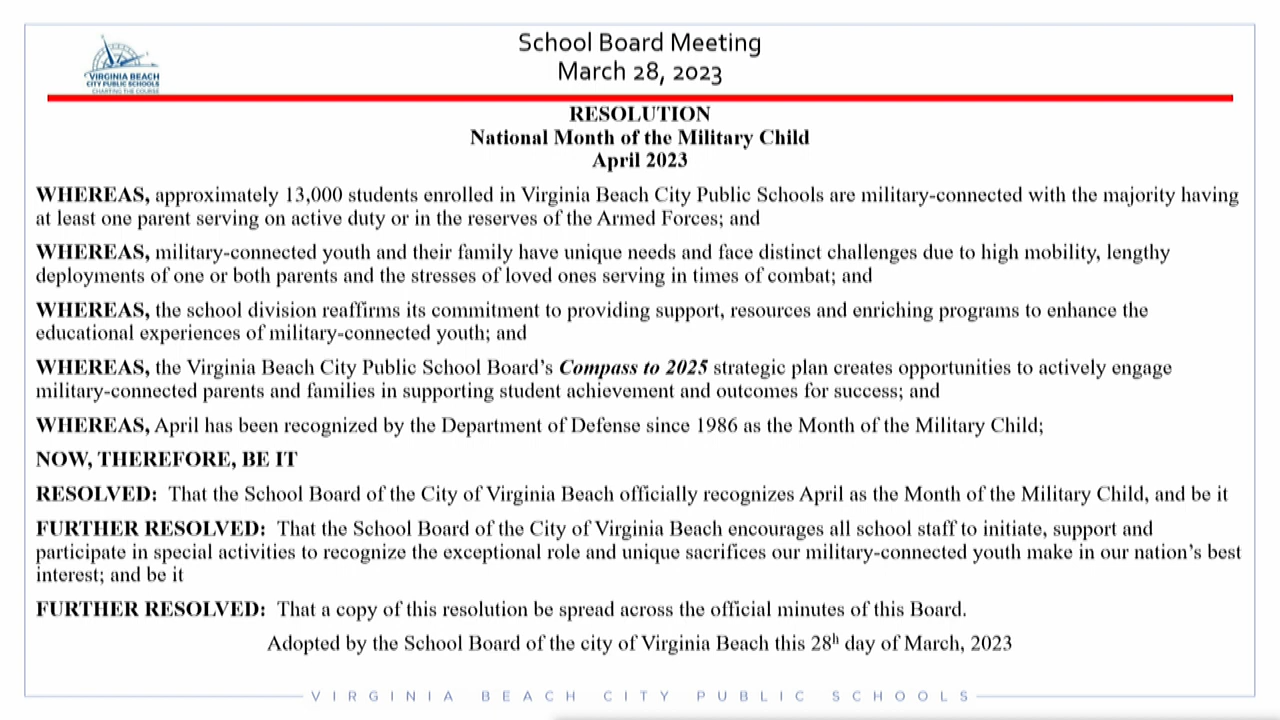 School Board Meeting
March 28, 2023
VIRGINIA BEACH
CITY PUBLIC SCHOOLS
CHARTING THE COURSE
RESOLUTION
National Month of the Military Child
April 2023
WHEREAS, approximately 13,000 students enrolled in Virginia Beach City Public Schools are military-connected with the majority having
at least one parent serving on active duty or in the reserves of the Armed Forces; and
WHEREAS, military-connected youth and their family have unique needs and face distinct challenges due to high mobility, lengthy
deployments of one or both parents and the stresses of loved ones serving in times of combat; and
WHEREAS, the school division reaffirms its commitment to providing support, resources and enriching programs to enhance the
educational experiences of military-connected youth; and
WHEREAS, the Virginia Beach City Public School Board’s Compass to 2025 strategic plan creates opportunities to actively engage
military-connected parents and families in supporting student achievement and outcomes for success; and
WHEREAS, April has been recognized by the Department of Defense since 1986 as the Month of the Military Child;
NOW, THEREFORE, BE IT
RESOLVED: That the School Board of the City of Virginia Beach officially recognizes April as the Month of the Military Child, and be it
FURTHER RESOLVED: That the School Board of the City of Virginia Beach encourages all school staff to initiate, support and
participate in special activities to recognize the exceptional role and unique sacrifices our military-connected youth make in our nation’s best
interest; and be it
FURTHER RESOLVED: That a copy of this resolution be spread across the official minutes of this Board.
Adopted by the School Board of the city of Virginia Beach this 28h day of March, 2023
VIRGINIA BEACH CITY PUBLIC SCHOOLS